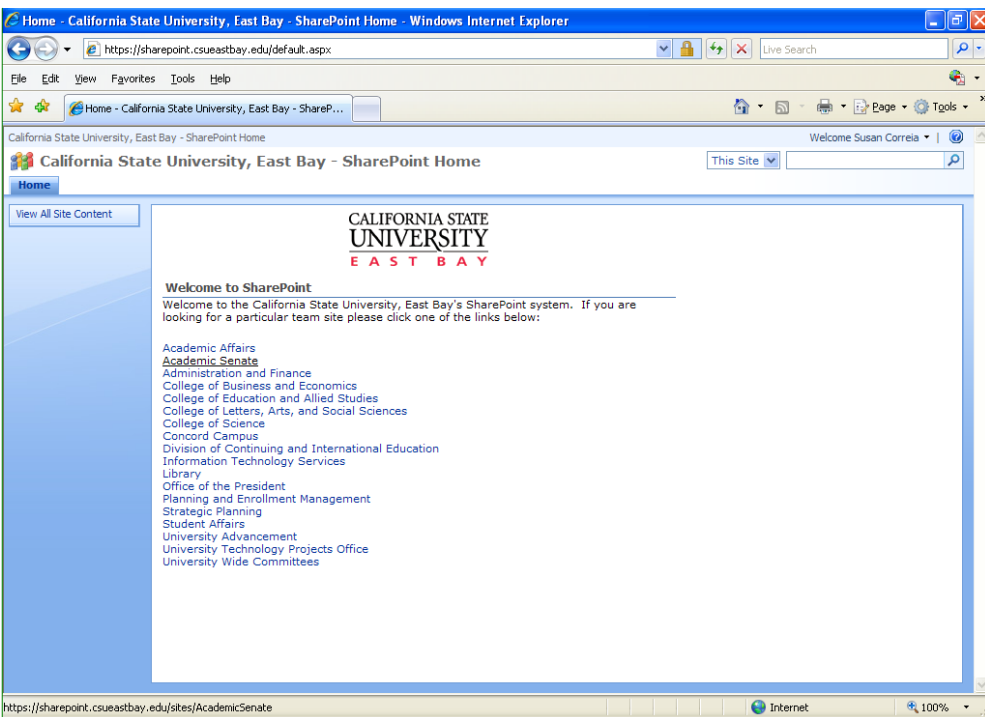 Home - California State University, East Bay - SharePoint Home - Windows Internet Explorer
https://sharepoint.csueastbay.edu/default.aspx
Live Search
File Edit View Favorites Tools Help
Home - California State University, East Bay - ShareP...
Page Tools »
California State University, East Bay - SharePoint Home
Welcome Susan Correia
California State University, East Bay - SharePoint Home
This Site
Home
View All Site Content
CALIFORNIA STATE
UNIVERSITY
EAST BAY
Welcome to SharePoint
Welcome to the California State University, East Bay's SharePoint system. If you are
looking for a particular team site please click one of the links below:
Academic Affairs
Academic Senate
Administration and Finance
College of Business and Economics
College of Education and Allied Studies
College of Letters, Arts, and Social Sciences
College of Science
Concord Campus
Division of Continuing and International Education
Information Technology Services
Library
Office of the President
Planning and Enrollment Management
Strategic Planning
Student Affairs
University Advancement
University Technology Projects Office
University Wide Committees
https://sharepoint.csueastbay.edu/sites/AcademicSenate
Internet
100%